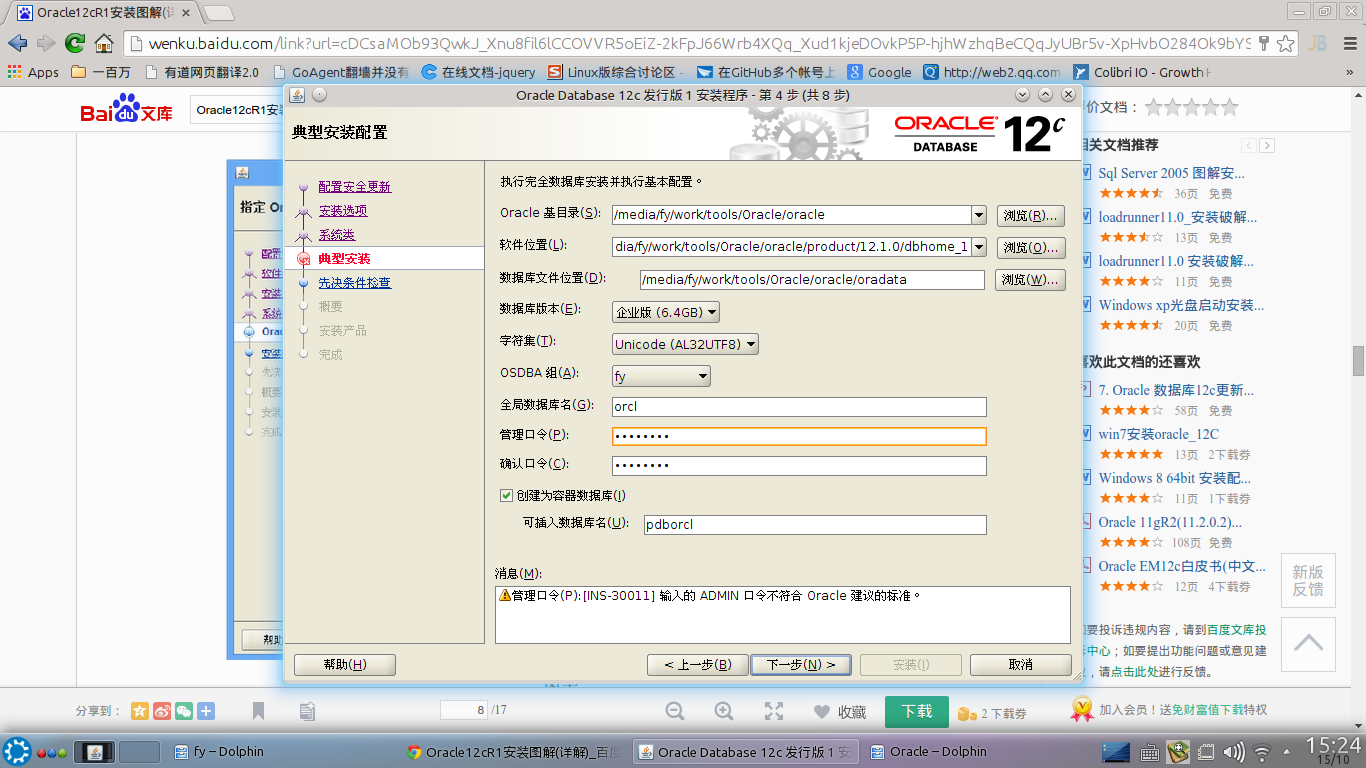 Oracle12cR1安装图解(详
wenku.baidu.com/link?url=cDCsaMOb93QwkJ_Xnu8fil6lCCOVVR5oEiZ-2kFpJ66Wrb4XQq_Xud1kjeDOvkP5P-hjhWzhqBeCQqJyUBr5v-XpHvbO284Ok9bYS
Apps 一百万 有道网页翻译2.0 GoAgent翻墙并没有 在线文档-jquery Linux版综合讨论区 - 在GitHub多个帐号上 Google http://web2.qq.com Colibri IO - Growth
Bai文库 Oracle12cR1安
价文档：
相关文档推荐
Sql Server 2005 图解安...
36页 免费
loadrunner11.0_安装破解...
13页 免费
loadrunner11.0 安装破解...
11页 免费
Windows xp光盘启动安装...
20页 免费
喜欢此文档的还喜欢
7. Oracle 数据库12c更新...
58页 免费
win7安装oracle_12C
13页 2下载券
Windows 8 64bit 安装配...
11页 1下载券
Oracle 11gR2(11.2.0.2)...
108页 免费
Oracle EM12c白皮书(中文...
12页 4下载券
新版
反馈
如要投诉违规内容，请到百度文库投
中心；如要提出功能问题或意见建
，请点击此处进行反馈。
指定 O
配置
软件
安装
系统
Orac
安装
先决
概要
安装
完成
帮助
Oracle Database 12c 发行版 1 安装程序 - 第 4 步 (共 8 步)
典型安装配置
ORACLE
DATABASE
12c
配置安全更新
安装选项
系统类
典型安装
先决条件检查
概要
安装产品
完成
执行完全数据库安装并执行基本配置。
Oracle 基目录(S): /media/fy/work/tools/Oracle/oracle 浏览(R)...
软件位置(L): dia/fy/work/tools/Oracle/oracle/product/12.1.0/dbhome_1 浏览(O)...
数据库文件位置(D): /media/fy/work/tools/Oracle/oracle/oradata 浏览(W)...
数据库版本(E): 企业版 (6.4GB)
字符集(T): Unicode (AL32UTF8)
OSDBA 组(A): fy
全局数据库名(G): orcl
管理口令(P): ••••••••
确认口令(C): ••••••••
创建为容器数据库(I)
可插入数据库名(U): pdborcl
消息(M):
管理口令(P):[INS-30011] 输入的 ADMIN 口令不符合 Oracle 建议的标准。
帮助(H) < 上一步(B) 下一步(N) > 安装(I) 取消
分享到： 8 /17 收藏 下载 2 下载券 加入会员！送免财富值下载特权
fy – Dolphin Oracle12cR1安装图解(详解)_百度 Oracle Database 12c 发行版 1 安 Oracle – Dolphin 15:24
15/10